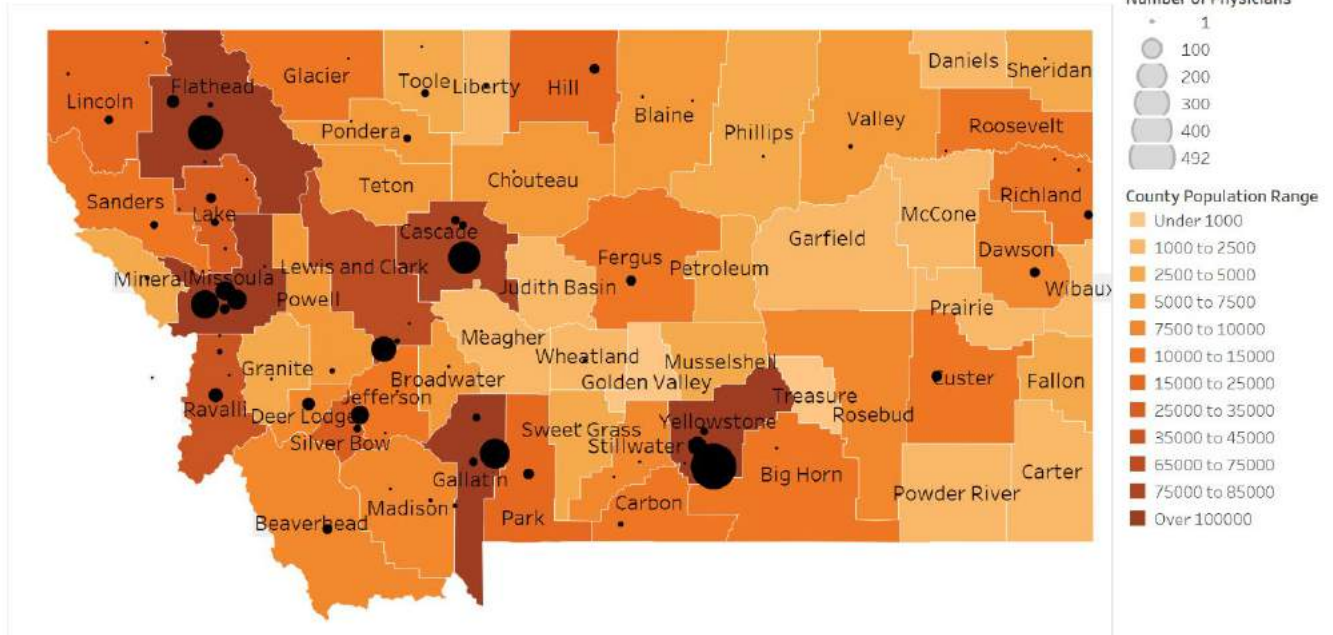 Number of Physicians
1
100
200
300
400
492
County Population Range
Under 1000
1000 to 2500
2500 to 5000
5000 to 7500
7500 to 10000
10000 to 15000
15000 to 25000
25000 to 35000
35000 to 45000
65000 to 75000
75000 to 85000
Over 100000
Lincoln
Flathead
Glacier
Toole
Liberty
Hill
Blaine
Phillips
Valley
Daniels
Sheridan
Roosevelt
Pondera
Teton
Chouteau
Richland
Sanders
Lake
Cascade
Fergus
Petroleum
Garfield
McCone
Dawson
Wibaux
Mineral
Missoula
Powell
Lewis and Clark
Judith Basin
Prairie
Meagher
Wheatland
Golden Valley
Musselshell
Treasure
Rosebud
Custer
Fallon
Granite
Broadwater
Ravalli
Deer Lodge
Jefferson
Silver Bow
Gallatin
Sweet Grass
Stillwater
Yellowstone
Big Horn
Powder River
Carter
Beaverhead
Madison
Park
Carbon